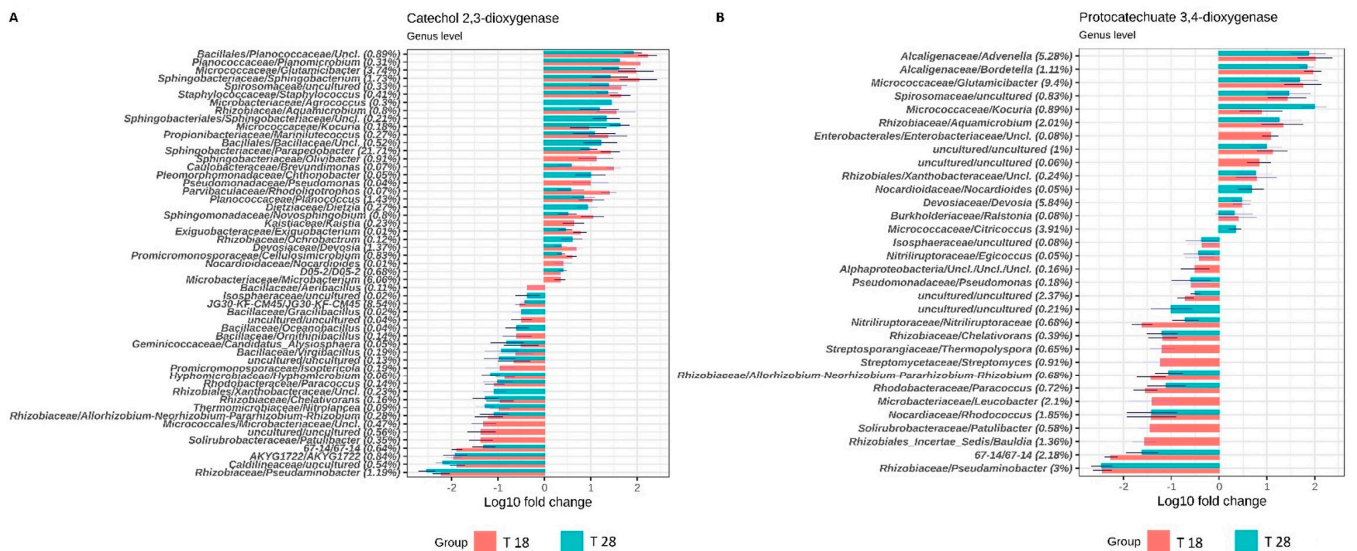 A
Catechol 2,3-dioxygenase
Genus level
Bacillales/Planococcaceae/Uncl. (0.89%)
Planococcaceae/Planomicrobium (0.31%)
Micrococcaceae/Glutamicibacter (3.74%)
Sphingobacteriaceae/Sphingobacterium (1.73%)
Spirosomaceae/uncultured (0.33%)
Staphylococcaceae/Staphylococcus (0.41%)
Microbacteriaceae/Agrococcus (0.3%)
Rhizobiaceae/Aquamicrobium (0.8%)
Sphingobacteriales/Sphingobacteriaceae/Uncl. (0.21%)
Micrococcaceae/Kocuria (0.18%)
Propionibacteriaceae/Mariniluteicoccus (0.27%)
Bacillales/Bacillaceae/Uncl. (0.52%)
Sphingobacteriaceae/Parapedobacter (21.71%)
Sphingobacteriaceae/Olivibacter (0.91%)
Caulobacteraceae/Brevundimonas (0.07%)
Pleomorphomonadaceae/Chthonobacter (0.05%)
Pseudomonadaceae/Pseudomonas (0.04%)
Parvibaculaceae/Rhodoligotrophos (0.07%)
Planococcaceae/Planococcus (1.43%)
Dietziaceae/Dietzia (0.27%)
Sphingomonadaceae/Novosphingobium (0.8%)
Kaistiaceae/Kaistia (0.23%)
Exiguobacteraceae/Exiguobacterium (0.01%)
Rhizobiaceae/Ochrobactrum (0.12%)
Devosiaceae/Devosia (1.37%)
Promicromonosporaceae/Cellulosimicrobium (0.83%)
Nocardioidaceae/Nocardioides (0.01%)
D05-2/D05-2 (0.68%)
Microbacteriaceae/Microbacterium (6.06%)
Bacillaceae/Aeribacillus (0.11%)
Isosphaeraceae/uncultured (0.02%)
JG30-KF-CM45/JG30-KF-CM45 (8.54%)
Bacillaceae/Gracilibacillus (0.02%)
uncultured/uncultured (0.04%)
Bacillaceae/Oceanobacillus (0.04%)
Bacillaceae/Ornithinibacillus (0.14%)
Geminicoccaceae/Candidatus_Alysiosphaera (0.05%)
Bacillaceae/Virgibacillus (0.19%)
uncultured/uncultured (0.13%)
Promicromonosporaceae/Isoptericola (0.19%)
Hyphomicrobiaceae/Hyphomicrobium (0.06%)
Rhodobacteraceae/Paracoccus (0.14%)
Rhizobiales/Xanthobacteraceae/Uncl. (0.23%)
Rhizobiaceae/Chelativorans (0.16%)
Thermomicrobiaceae/Nitrolancea (0.09%)
Rhizobiaceae/Allorhizobium-Neorhizobium-Pararhizobium-Rhizobium (0.28%)
Micrococcales/Microbacteriaceae/Uncl. (0.47%)
uncultured/uncultured (0.56%)
Solirubrobacteraceae/Patulibacter (0.35%)
67-14/67-14 (0.64%)
AKYG1722/AKYG1722 (0.84%)
Caldilineaceae/uncultured (0.54%)
Rhizobiaceae/Pseudaminobacter (1.19%)
-2 -1 0 1 2
Log10 fold change
Group T 18 T 28
B
Protocatechuate 3,4-dioxygenase
Genus level
Alcaligenaceae/Advenella (5.28%)
Alcaligenaceae/Bordetella (1.11%)
Micrococcaceae/Glutamicibacter (9.4%)
Spirosomaceae/uncultured (0.83%)
Micrococcaceae/Kocuria (0.89%)
Rhizobiaceae/Aquamicrobium (2.01%)
Enterobacterales/Enterobacteriaceae/Uncl. (0.08%)
uncultured/uncultured (1%)
uncultured/uncultured (0.06%)
Rhizobiales/Xanthobacteraceae/Uncl. (0.24%)
Nocardioidaceae/Nocardioides (0.05%)
Devosiaceae/Devosia (5.84%)
Burkholderiaceae/Ralstonia (0.08%)
Micrococcaceae/Citricoccus (3.91%)
Isosphaeraceae/uncultured (0.08%)
Nitriliruptoraceae/Egicoccus (0.05%)
Alphaproteobacteria/Uncl./Uncl./Uncl. (0.16%)
Pseudomonadaceae/Pseudomonas (0.18%)
uncultured/uncultured (2.37%)
uncultured/uncultured (0.21%)
Nitriliruptoraceae/Nitriliruptoraceae (0.68%)
Rhizobiaceae/Chelativorans (0.39%)
Streptosporangiaceae/Thermopolyspora (0.65%)
Streptomycetaceae/Streptomyces (0.91%)
Rhizobiaceae/Allorhizobium-Neorhizobium-Pararhizobium-Rhizobium (0.68%)
Rhodobacteraceae/Paracoccus (0.72%)
Microbacteriaceae/Leucobacter (2.1%)
Nocardiaceae/Rhodococcus (1.85%)
Solirubrobacteraceae/Patulibacter (0.58%)
Rhizobiales_Incertae_Sedis/Bauldia (1.36%)
67-14/67-14 (2.18%)
Rhizobiaceae/Pseudaminobacter (3%)
-2 -1 0 1 2
Log10 fold change
Group T 18 T 28